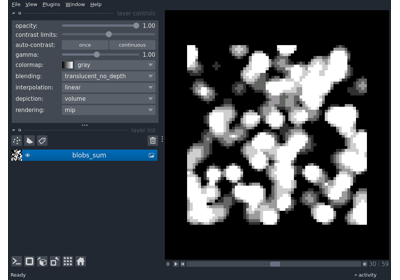 File View Plugins Window Help
layer controls
opacity: 1.00
contrast limits:
auto-contrast: once continuous
gamma: 1.00
colormap: gray
blending: translucent_no_depth
interpolation: linear
depiction: volume
rendering: mip
layer list
blobs_sum
30 59
Ready activity